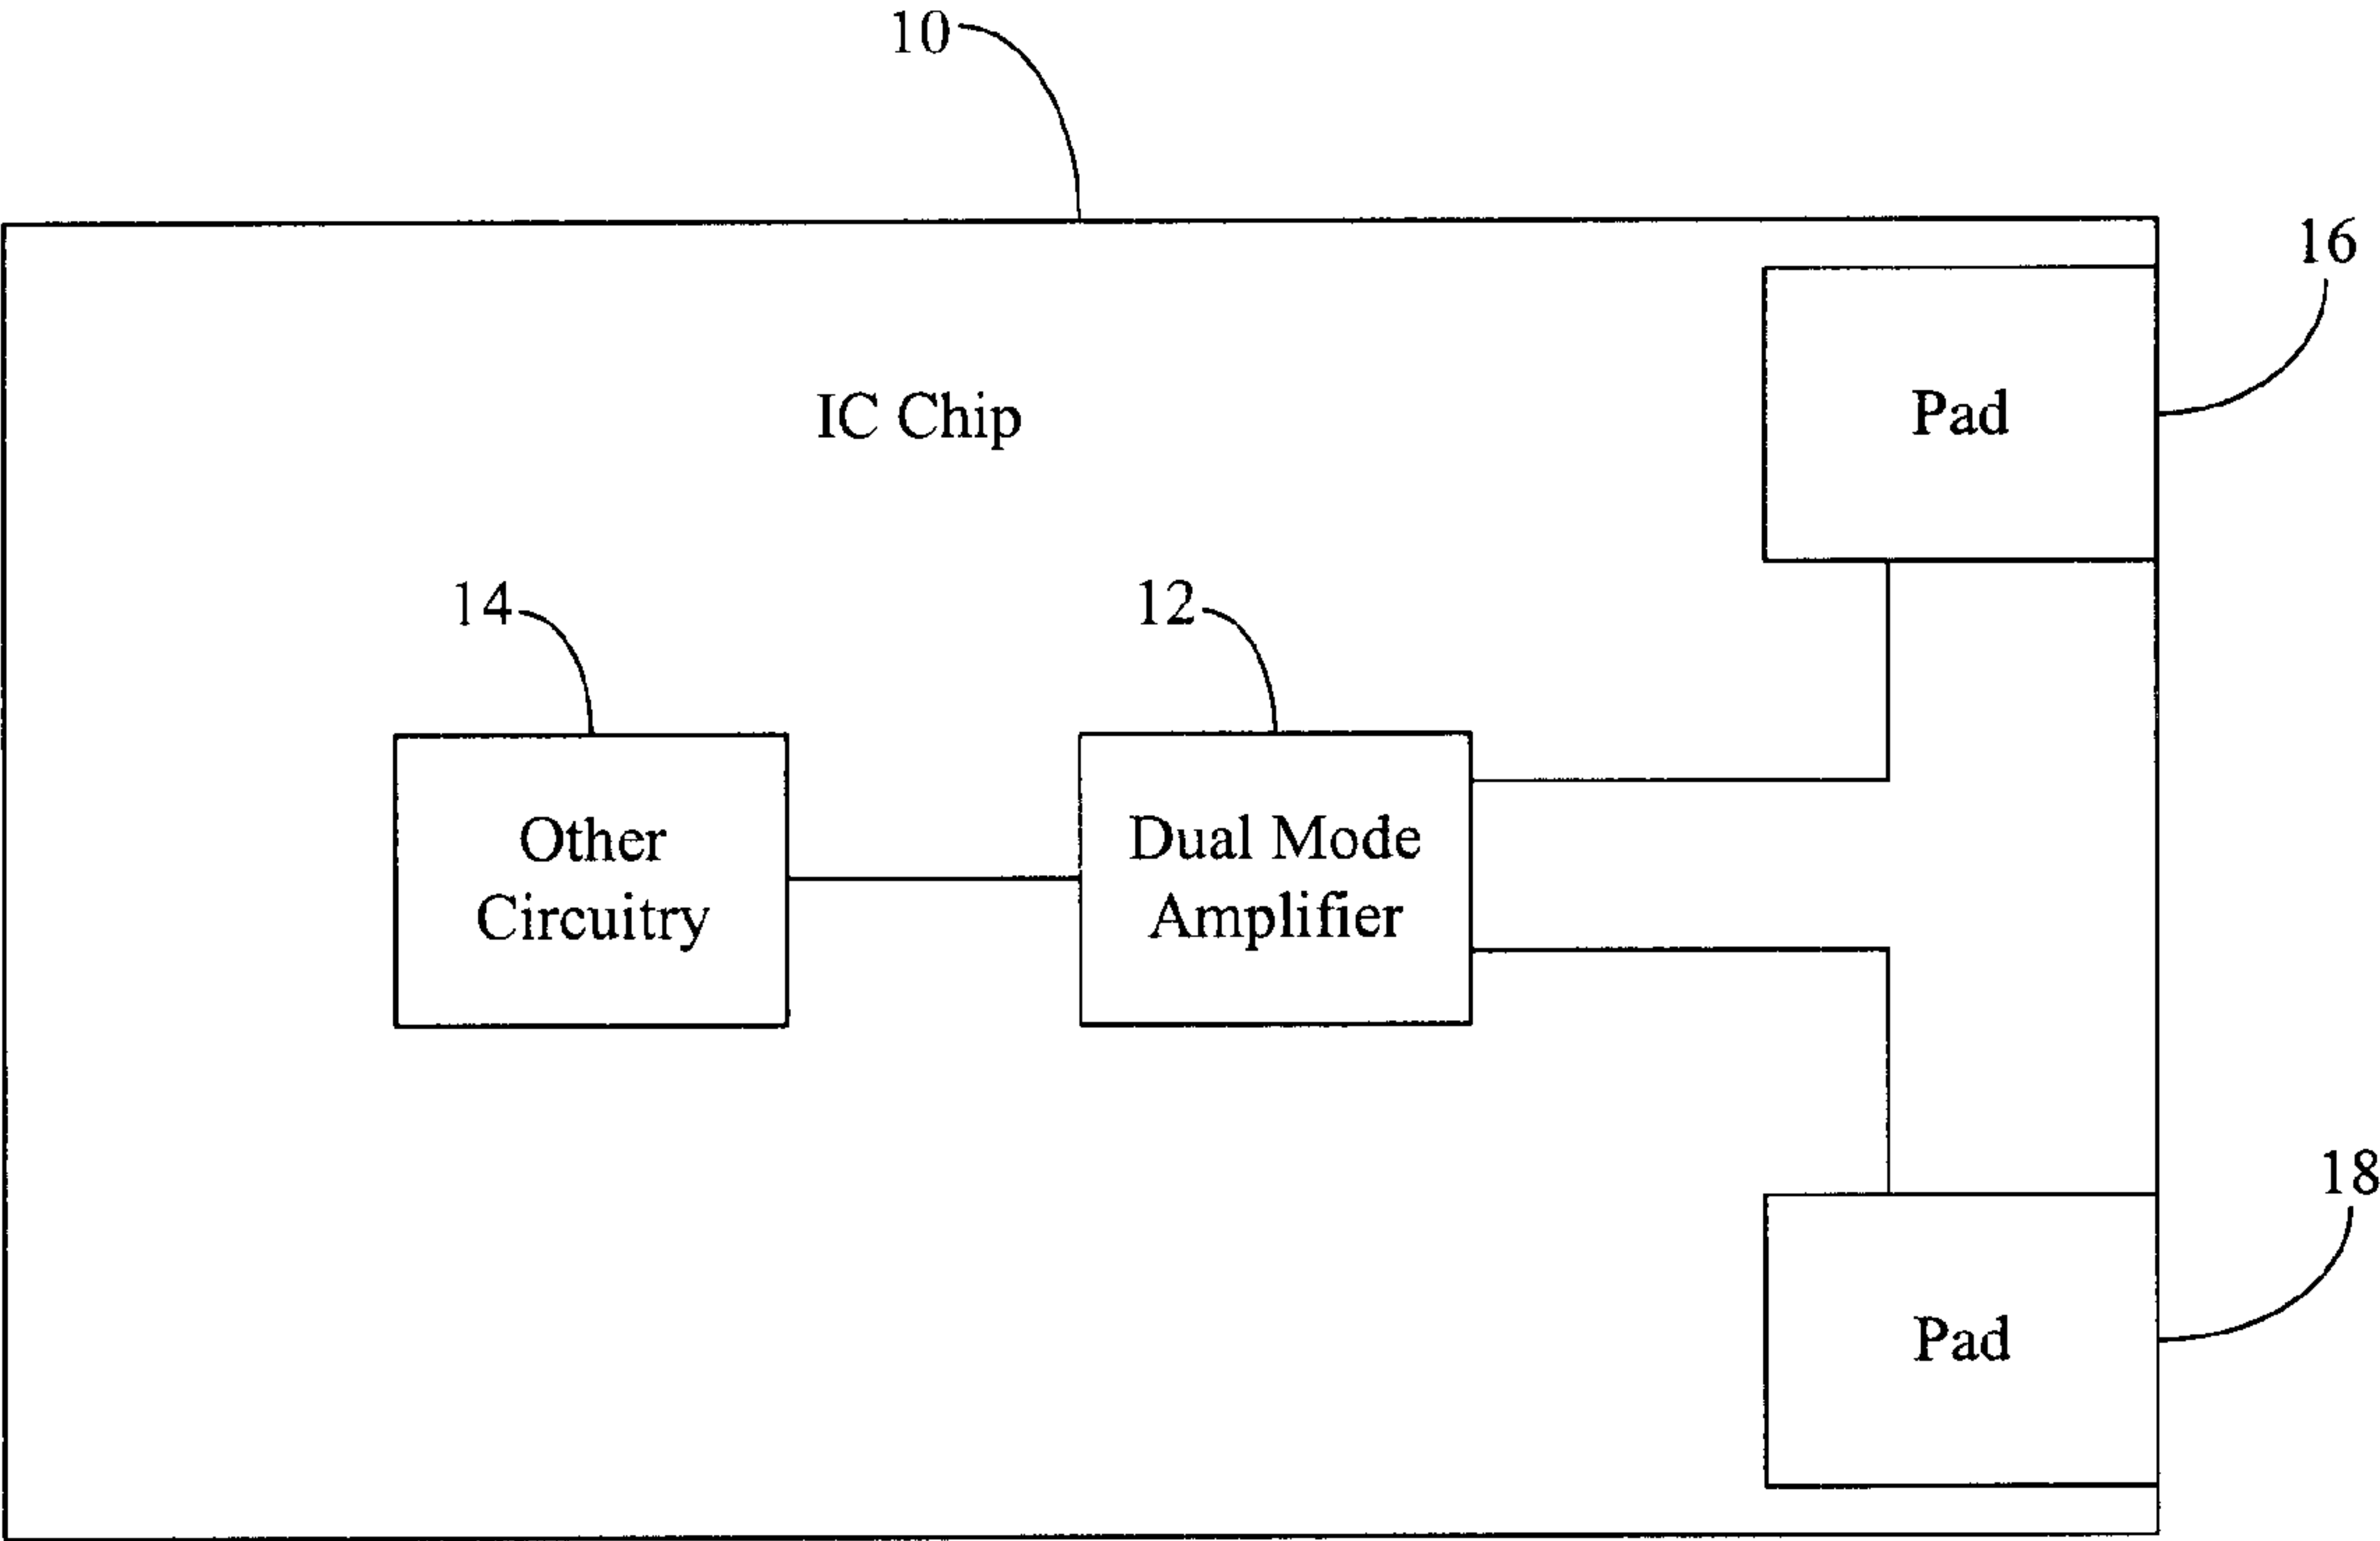 10
16
IC Chip
Pad
14
12
Other
Circuitry
Dual Mode
Amplifier
18
Pad